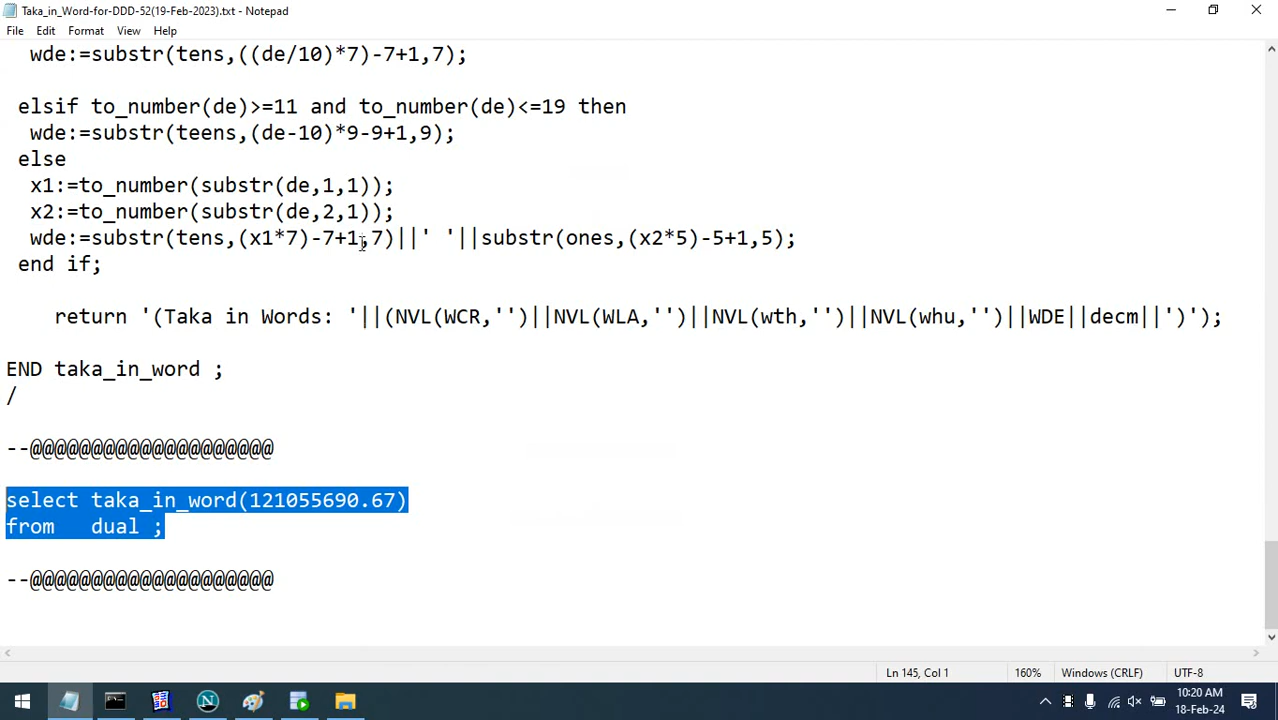 Taka_in_Word-for-DDD-52(19-Feb-2023).txt - Notepad
File Edit Format View Help
wde:=substr(tens,((de/10)*7)-7+1,7);
elsif to_number(de)>=11 and to_number(de)<=19 then
wde:=substr(teens,(de-10)*9-9+1,9);
else
x1:=to_number(substr(de,1,1));
x2:=to_number(substr(de,2,1));
wde:=substr(tens,(x1*7)-7+1,7)||' '||substr(ones,(x2*5)-5+1,5);
end if;
return '(Taka in Words: '||(NVL(WCR,'')||NVL(WLA,'')||NVL(wth,'')||NVL(whu,'')||WDE||decm||')');
END taka_in_word ;
/
--@@@@@@@@@@@@@@@@@@@@
select taka_in_word(121055690.67)
from   dual ;
--@@@@@@@@@@@@@@@@@@@@
Ln 145, Col 1 160% Windows (CRLF) UTF-8
10:20 AM
18-Feb-24